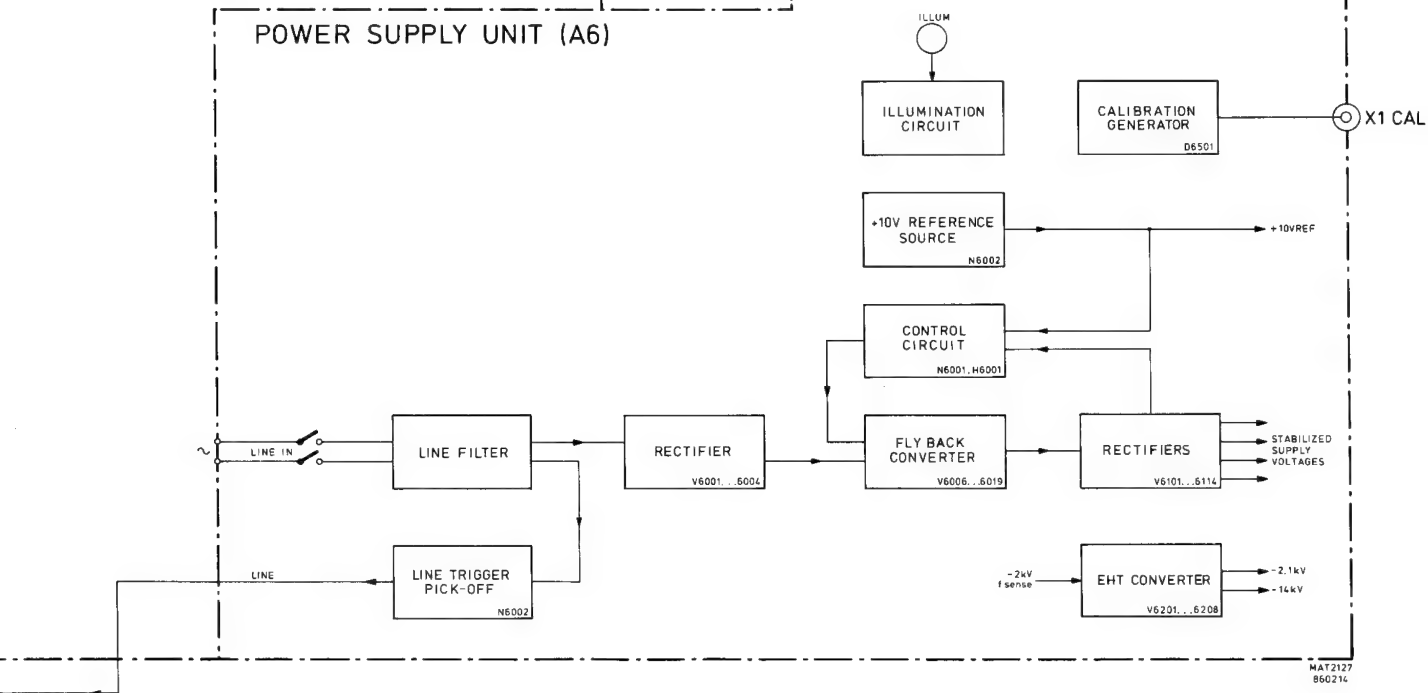 POWER SUPPLY UNIT (A6)
ILLUM
ILLUMINATION
CIRCUIT
CALIBRATION
GENERATOR
D6501
X1 CAL
+10V REFERENCE
SOURCE
N6002
+10VREF
CONTROL
CIRCUIT
N6001, H6001
~
LINE IN
LINE FILTER
RECTIFIER
V6001...6004
FLY BACK
CONVERTER
V6006...6019
RECTIFIERS
V6101...6114
STABILIZED
SUPPLY
VOLTAGES
LINE
LINE TRIGGER
PICK-OFF
N6002
-2kV
f sense
EHT CONVERTER
V6201...6208
-2,1kV
-14kV
MAT2127
860214